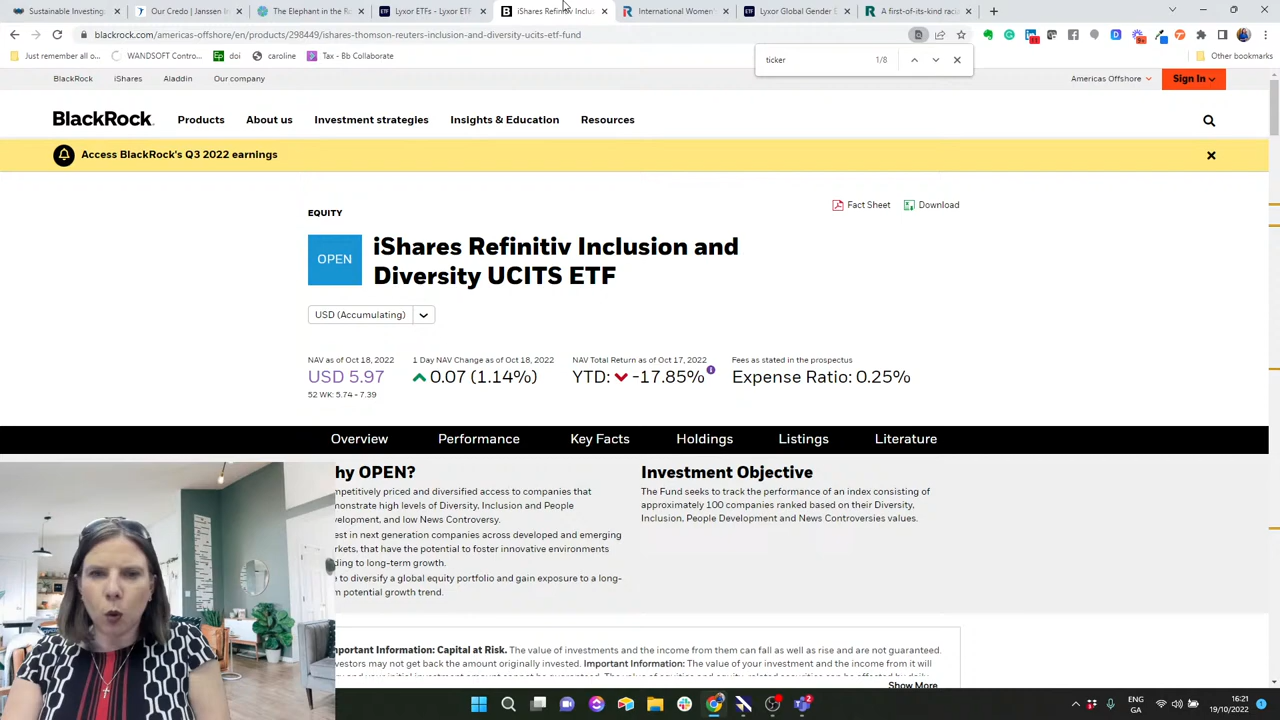 Sustainable Investing
Our Credo | Janssen I
The Elephant in the Ro
Lyxor ETFs - Lyxor ETF
iShares Refinitiv Inclus
International Women'
Lyxor Global Gender E
A first-of-its-kind racia
blackrock.com/americas-offshore/en/products/298449/ishares-thomson-reuters-inclusion-and-diversity-ucits-etf-fund
Just remember all o...
WANDSOFT Contro...
doi
caroline
Tax - Bb Collaborate
Other bookmarks
ticker
1/8
BlackRock
iShares
Aladdin
Our company
Americas Offshore
Sign In
BlackRock.
Products
About us
Investment strategies
Insights & Education
Resources
Access BlackRock's Q3 2022 earnings
EQUITY
Fact Sheet
Download
OPEN
iShares Refinitiv Inclusion and
Diversity UCITS ETF
USD (Accumulating)
NAV as of Oct 18, 2022
USD 5.97
52 WK: 5.74 - 7.39
1 Day NAV Change as of Oct 18, 2022
0.07 (1.14%)
NAV Total Return as of Oct 17, 2022
YTD: -17.85%
Fees as stated in the prospectus
Expense Ratio: 0.25%
Overview
Performance
Key Facts
Holdings
Listings
Literature
hy OPEN?
mpetitively priced and diversified access to companies that
monstrate high levels of Diversity, Inclusion and People
velopment, and low News Controversy.
est in next generation companies across developed and emerging
rkets, that have the potential to foster innovative environments
ding to long-term growth.
e to diversify a global equity portfolio and gain exposure to a long-
m potential growth trend.
Investment Objective
The Fund seeks to track the performance of an index consisting of
approximately 100 companies ranked based on their Diversity,
Inclusion, People Development and News Controversies values.
portant Information: Capital at Risk. The value of investments and the income from them can fall as well as rise and are not guaranteed.
vestors may not get back the amount originally invested. Important Information: The value of your investment and the income from it will
Show More
ENG
GA
16:21
19/10/2022